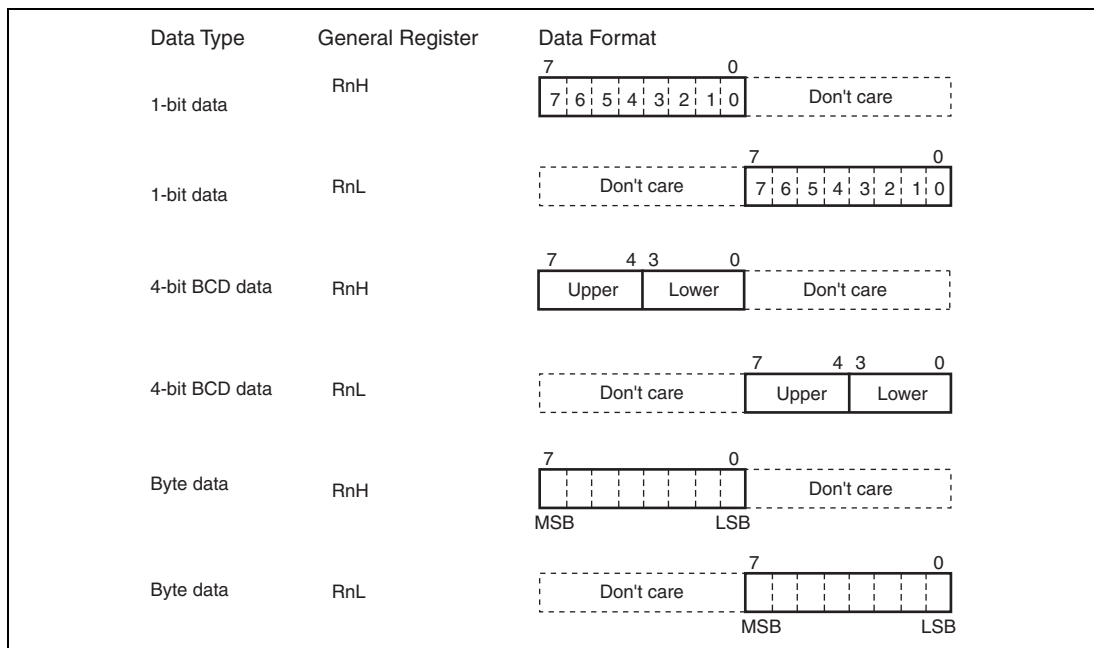 Data Type General Register Data Format
7 0
1-bit data RnH 7 6 5 4 3 2 1 0 Don't care
7 0
1-bit data RnL Don't care 7 6 5 4 3 2 1 0
7 4 3 0
4-bit BCD data RnH Upper Lower Don't care
7 4 3 0
4-bit BCD data RnL Don't care Upper Lower
7 0
Byte data RnH Don't care
MSB LSB
7 0
Byte data RnL Don't care
MSB LSB